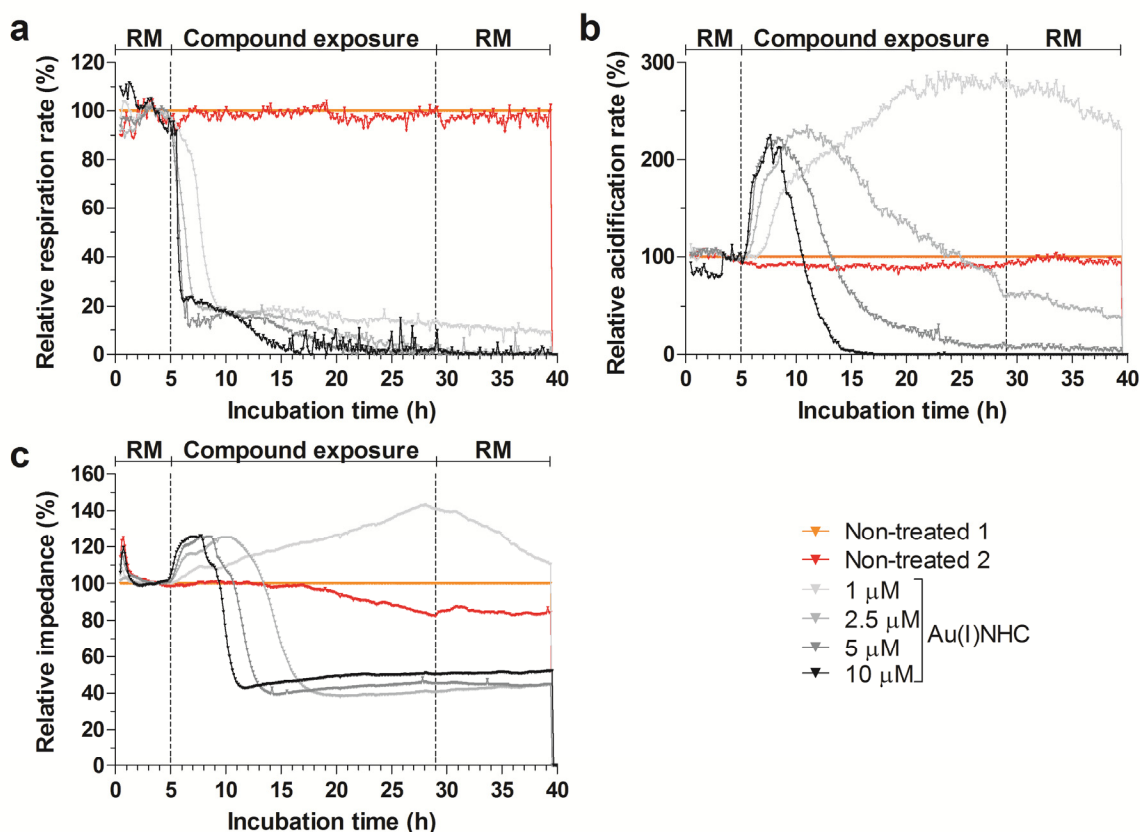 a
RM Compound exposure RM
Relative respiration rate (%)
120
100
80
60
40
20
0
0 5 10 15 20 25 30 35 40
Incubation time (h)
b
RM Compound exposure RM
Relative acidification rate (%)
300
200
100
0
0 5 10 15 20 25 30 35 40
Incubation time (h)
c
RM Compound exposure RM
Relative impedance (%)
160
140
120
100
80
60
40
20
0
0 5 10 15 20 25 30 35 40
Incubation time (h)
Non-treated 1
Non-treated 2
1 μM
2.5 μM
5 μM
10 μM
Au(I)NHC